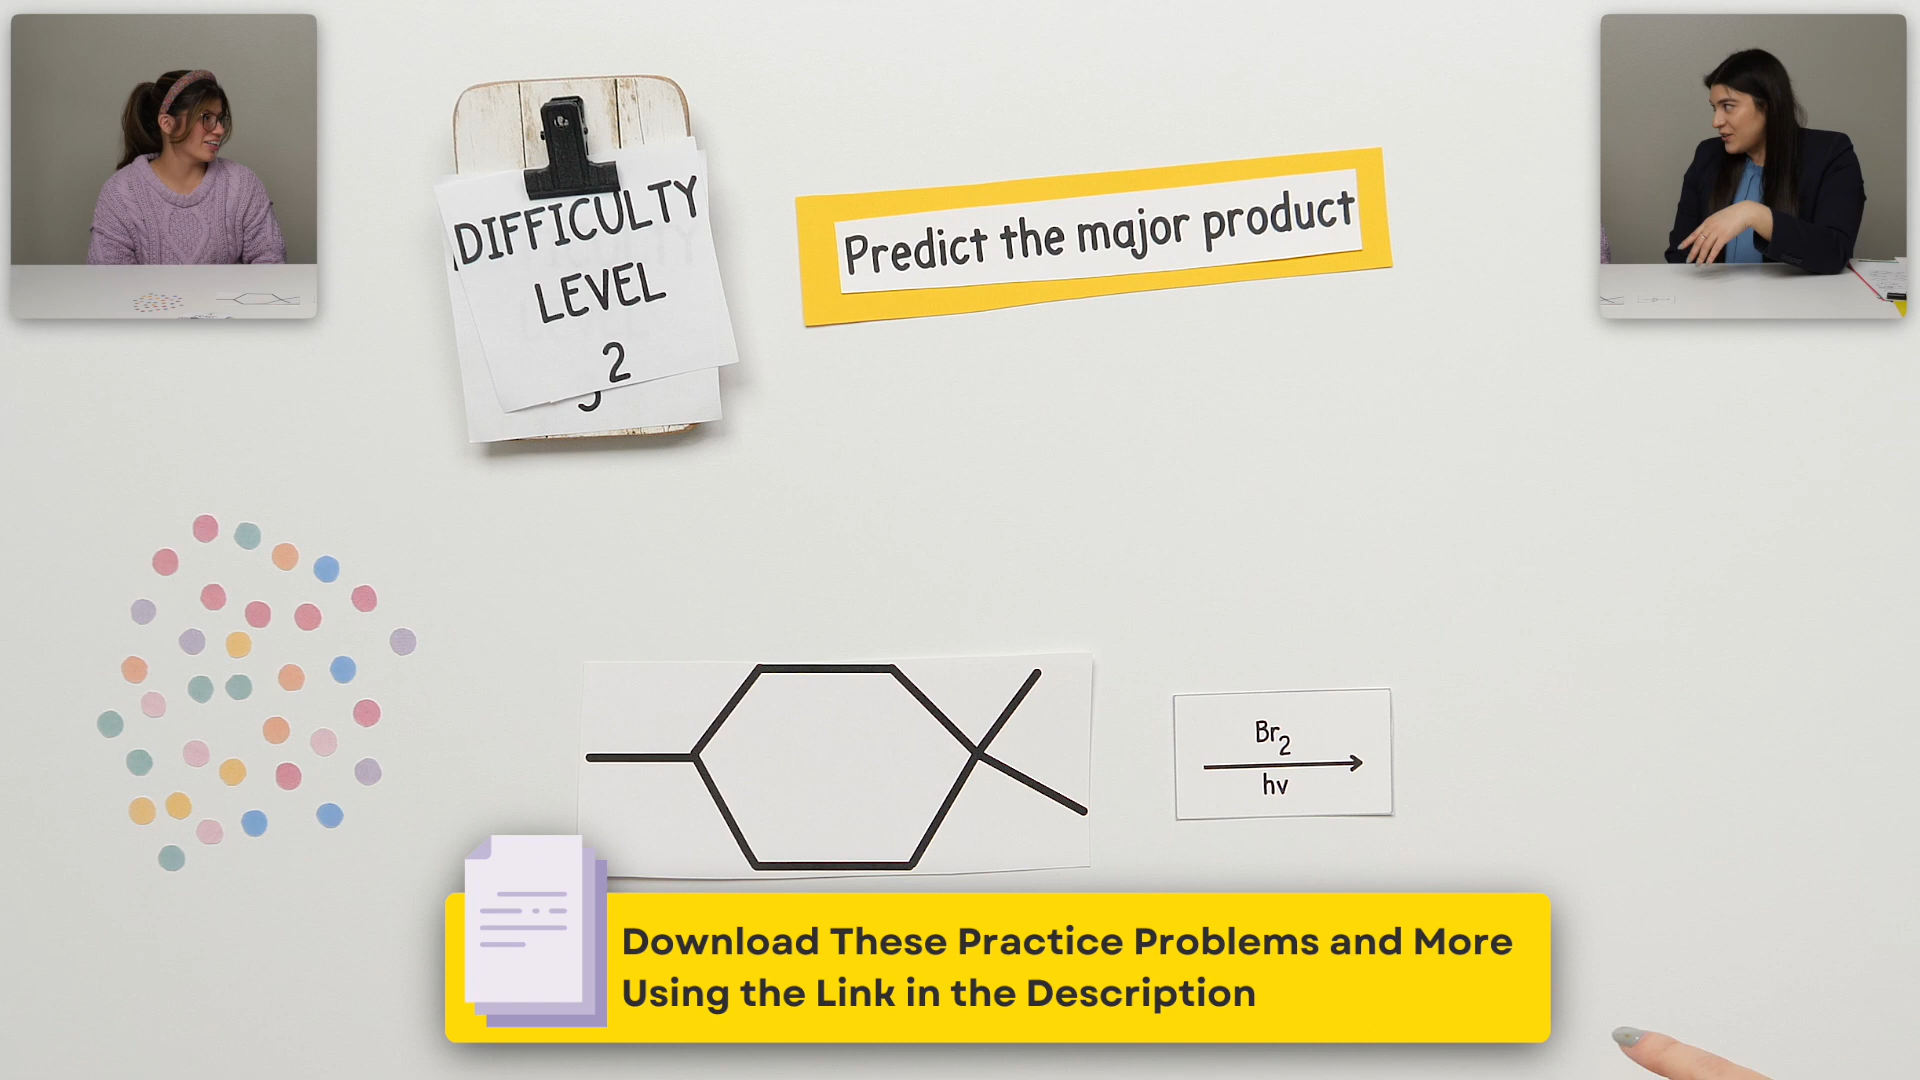 DIFFICULTY
LEVEL
2
Predict the major product
Br2
hv
Download These Practice Problems and More
Using the Link in the Description